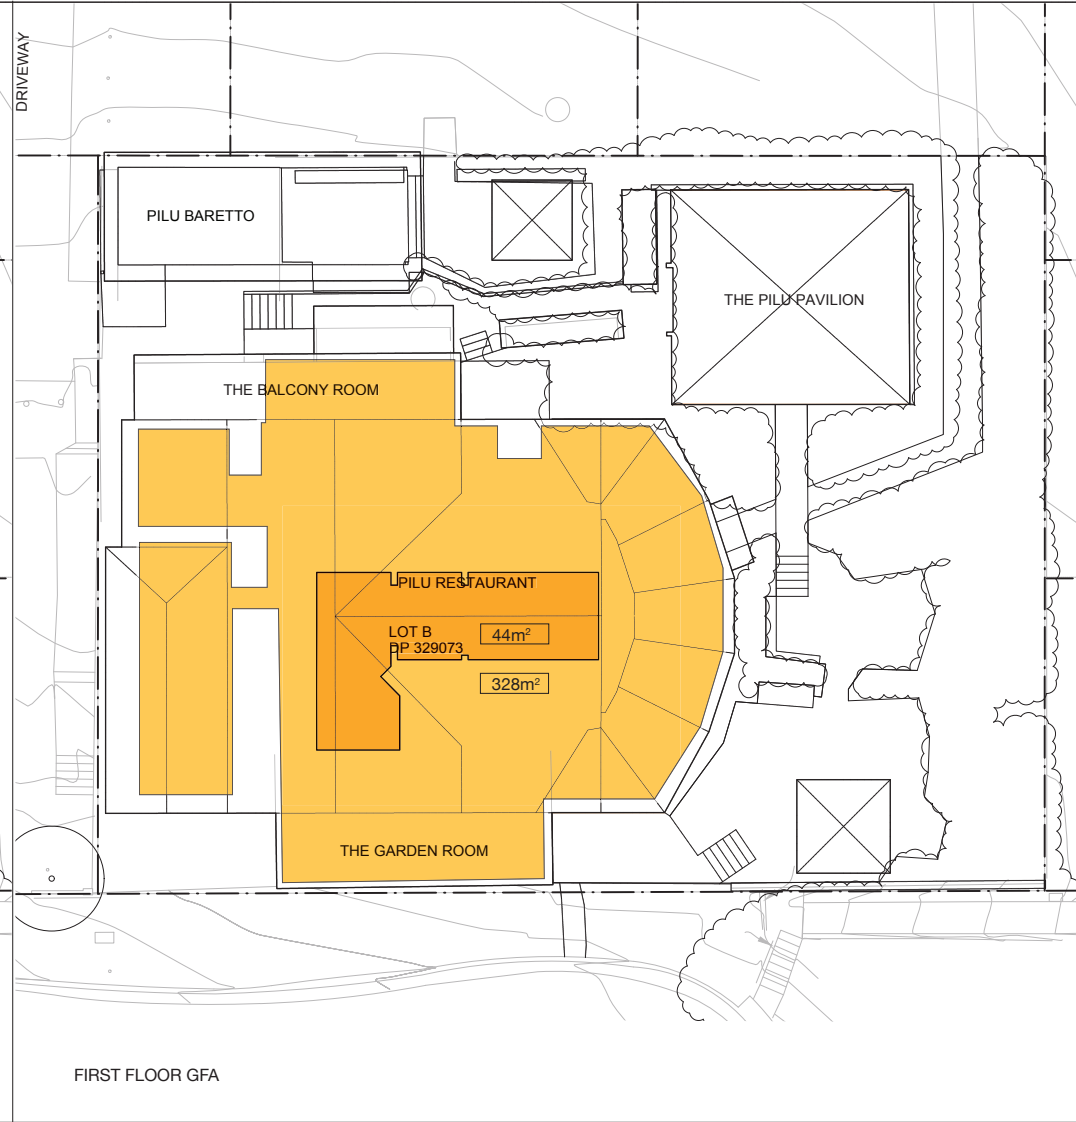 DRIVEWAY
PILU BARETTO
THE PILU PAVILION
THE BALCONY ROOM
PILU RESTAURANT
LOT B
DP 329073
44m²
328m²
THE GARDEN ROOM
FIRST FLOOR GFA